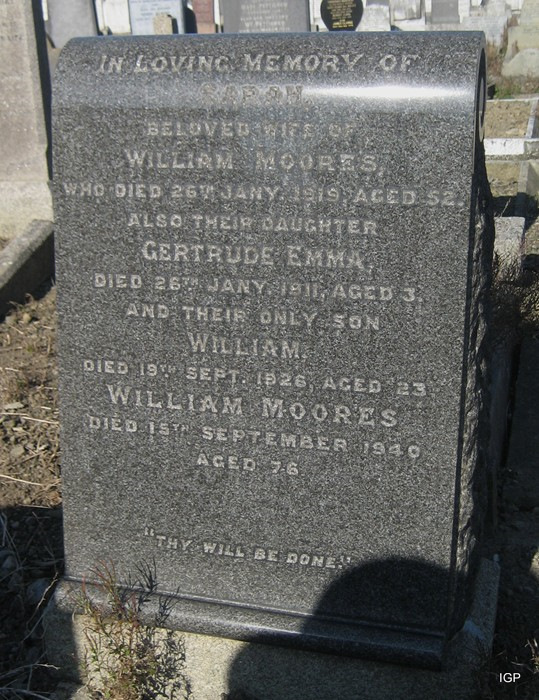 IN LOVING MEMORY OF
SARAH,
BELOVED WIFE OF
WILLIAM MOORES,
WHO DIED 26TH JANY. 1919, AGED 52.
ALSO THEIR DAUGHTER
GERTRUDE EMMA,
DIED 26TH JANY. 1911, AGED 3.
AND THEIR ONLY SON
WILLIAM.
DIED 19TH SEPT. 1926, AGED 23
WILLIAM MOORES
DIED 15TH SEPTEMBER 1940
AGED 76
"THY WILL BE DONE."
IGP